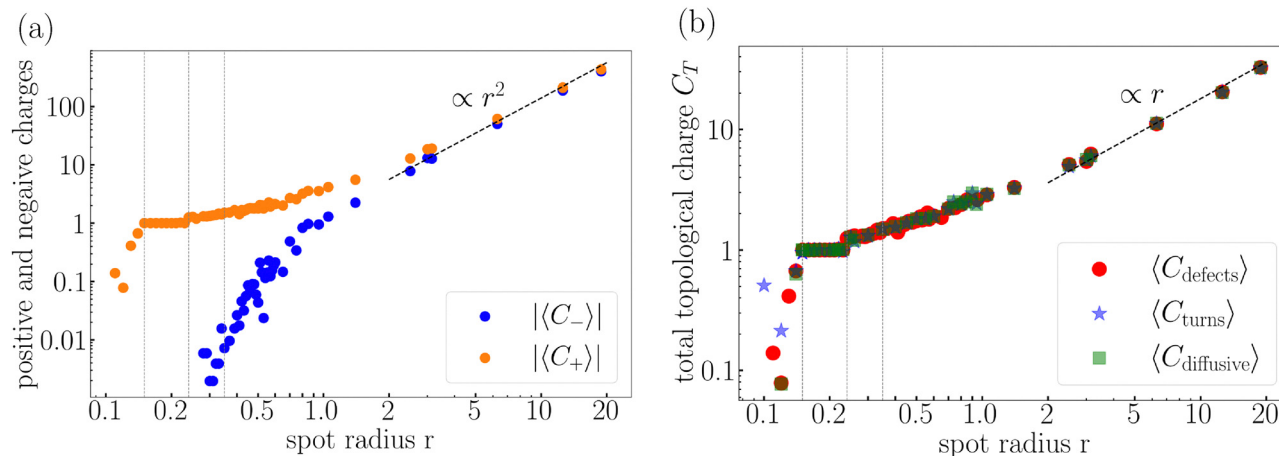 (a)
positive and negaive charges
100
10
1
0.1
0.01
0.1 0.2 0.5 1.0 2 5 10 20
spot radius r
∝ r²
|⟨C₋⟩|
|⟨C₊⟩|
(b)
total topological charge C_T
10
1
0.1
0.1 0.2 0.5 1.0 2 5 10 20
spot radius r
∝ r
⟨C_defects⟩
⟨C_turns⟩
⟨C_diffusive⟩